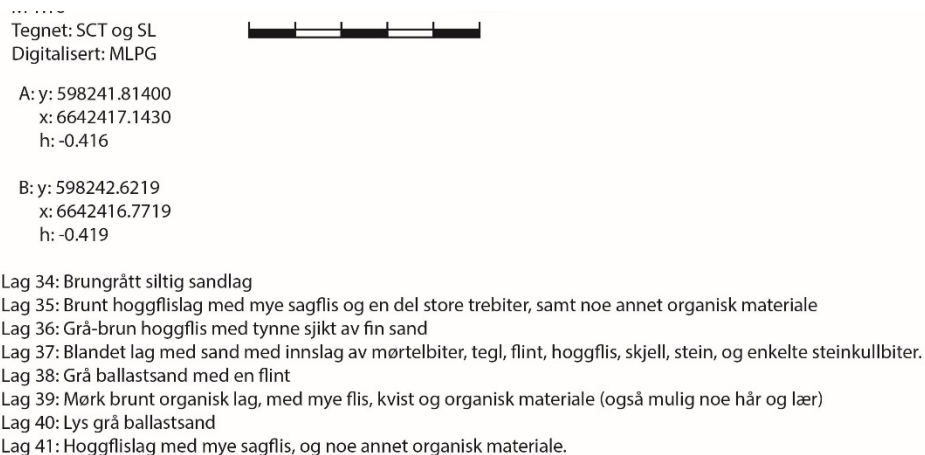 Tegnet: SCT og SL
Digitalisert: MLPG
A: y: 598241.81400
x: 6642417.1430
h: -0.416
B: y: 598242.6219
x: 6642416.7719
h: -0.419
Lag 34: Brungrått siltig sandlag
Lag 35: Brunt hoggflislag med mye sagflis og en del store trebiter, samt noe annet organisk materiale
Lag 36: Grå-brun hoggflis med tynne sjikt av fin sand
Lag 37: Blandet lag med sand med innslag av mørtelbiter, tegl, flint, hoggflis, skjell, stein, og enkelte steinkullbiter.
Lag 38: Grå ballastsand med en flint
Lag 39: Mørk brunt organisk lag, med mye flis, kvist og organisk materiale (også mulig noe hår og lær)
Lag 40: Lys grå ballastsand
Lag 41: Hoggflislag med mye sagflis, og noe annet organisk materiale.